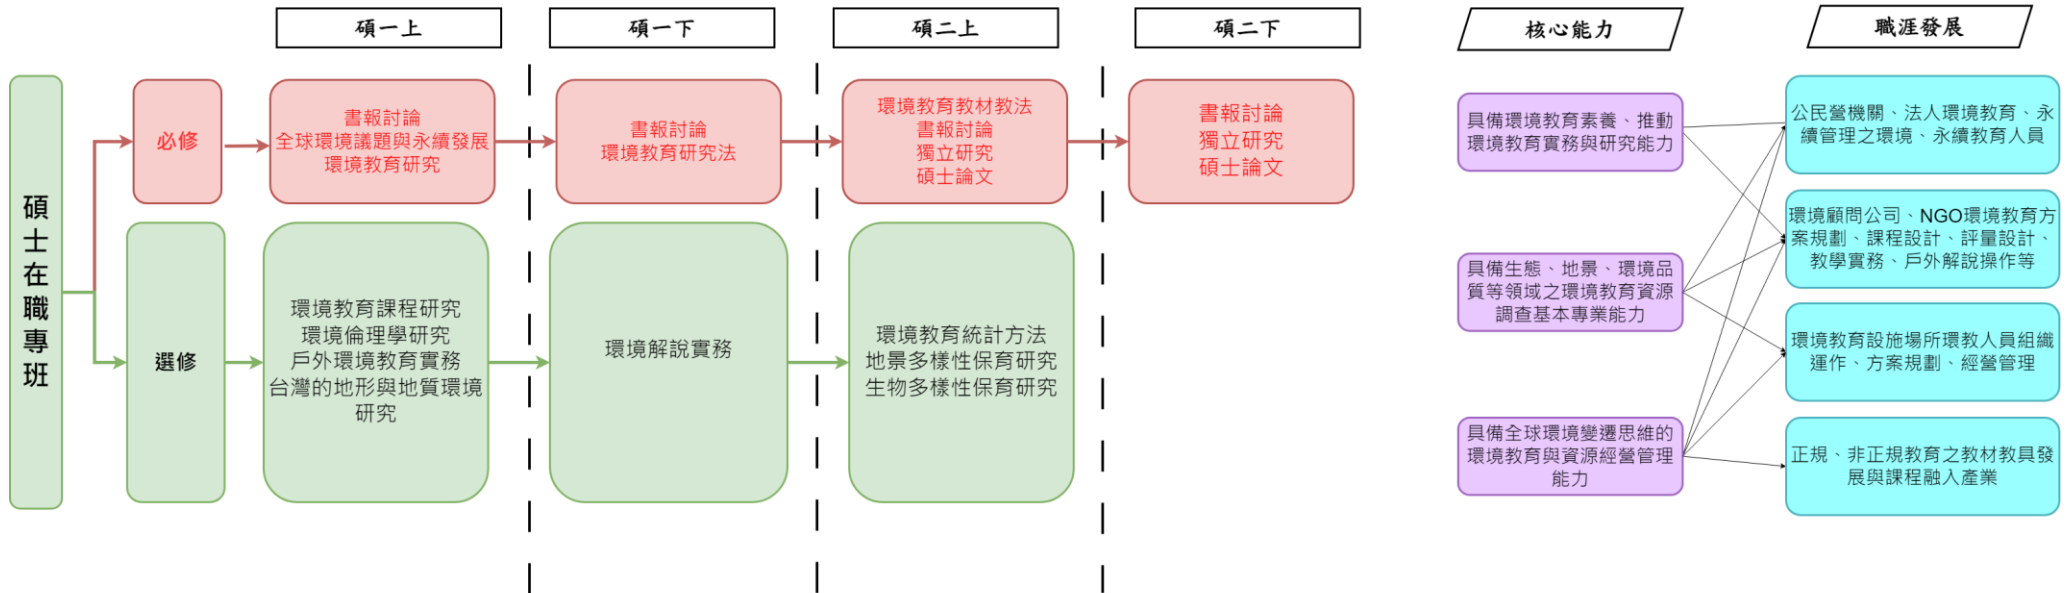 碩一上
碩一下
碩二上
碩二下
核心能力
職涯發展
碩
士
在
職
專
班
必修
書報討論
全球環境議題與永續發展
環境教育研究
書報討論
環境教育研究法
環境教育教材教法
書報討論
獨立研究
碩士論文
書報討論
獨立研究
碩士論文
選修
環境教育課程研究
環境倫理學研究
戶外環境教育實務
台灣的地形與地質環境
研究
環境解說實務
環境教育統計方法
地景多樣性保育研究
生物多樣性保育研究
具備環境教育素養、推動
環境教育實務與研究能力
具備生態、地景、環境品
質等領域之環境教育資源
調查基本專業能力
具備全球環境變遷思維的
環境教育與資源經營管理
能力
公民營機關、法人環境教育、永
續管理之環境、永續教育人員
環境顧問公司、NGO環境教育方
案規劃、課程設計、評量設計、
教學實務、戶外解說操作等
環境教育設施場所環教人員組織
運作、方案規劃、經營管理
正規、非正規教育之教材教具發
展與課程融入產業